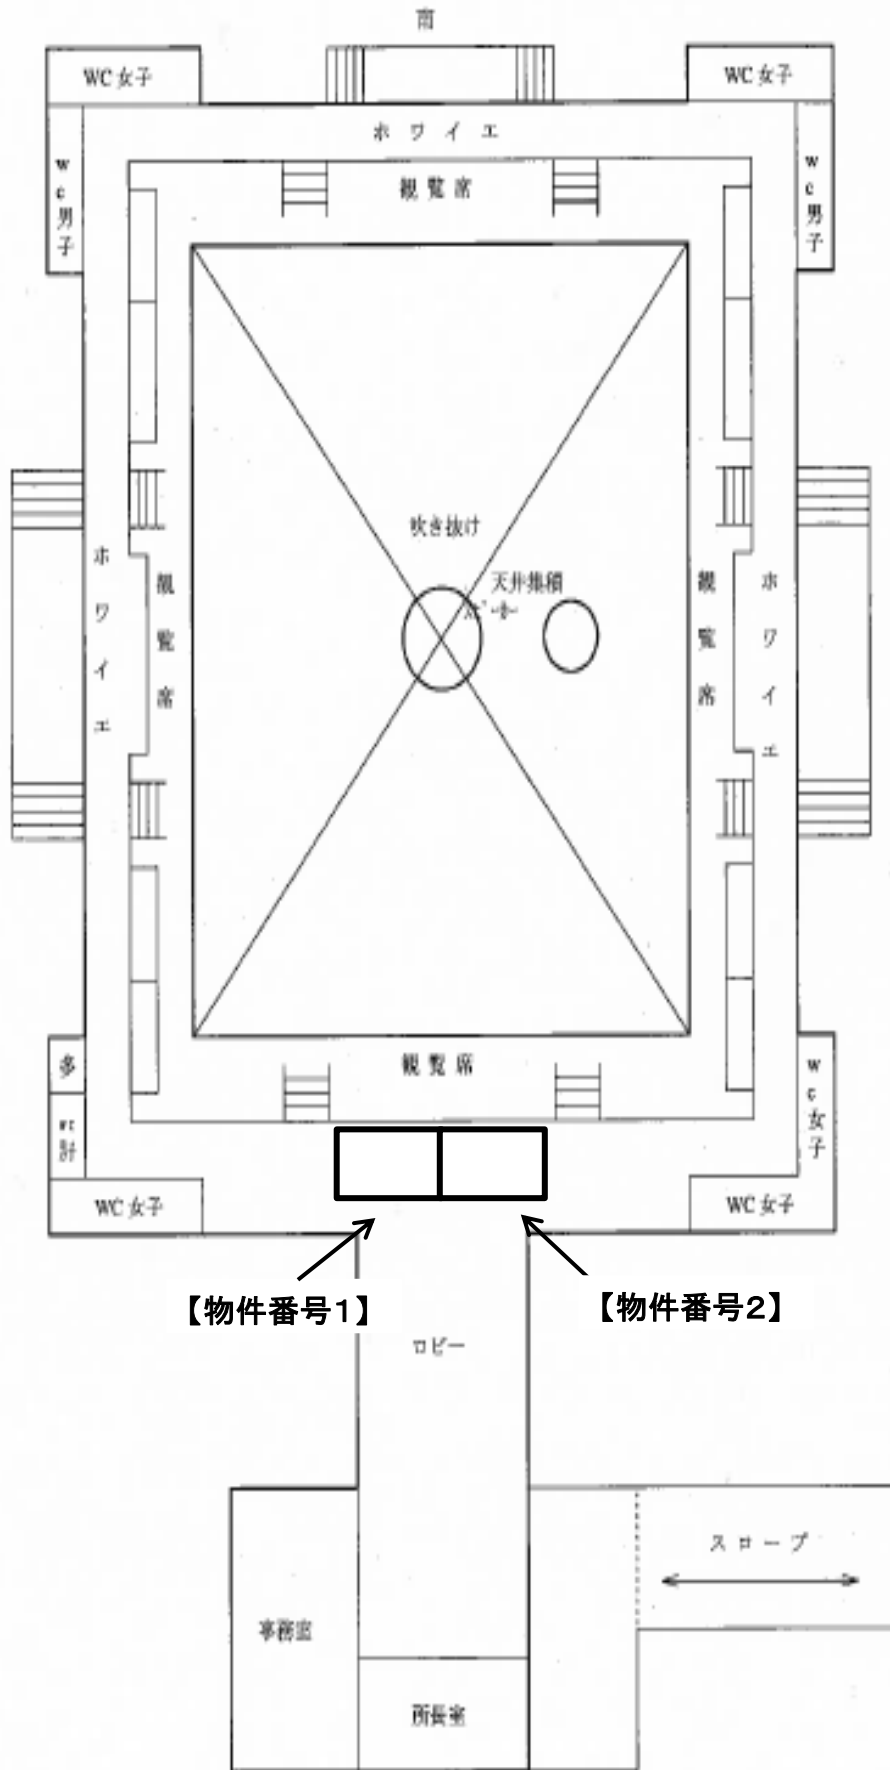 南
WC女子
WC女子
ホワイエ
WC男子
WC男子
観覧席
吹き抜け
天井集積
ホワイエ
観覧席
観覧席
ホワイエ
観覧席
多
WC女子
WC女子
WC女子
【物件番号1】
【物件番号2】
ロビー
スロープ
事務室
所長室